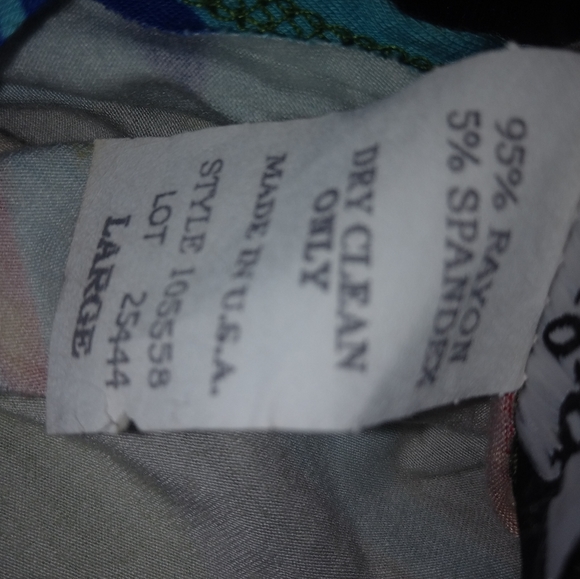 95% RAYON
5% SPANDEX
DRY CLEAN
ONLY
MADE IN U.S.A.
STYLE 105558
LOT 25444
LARGE